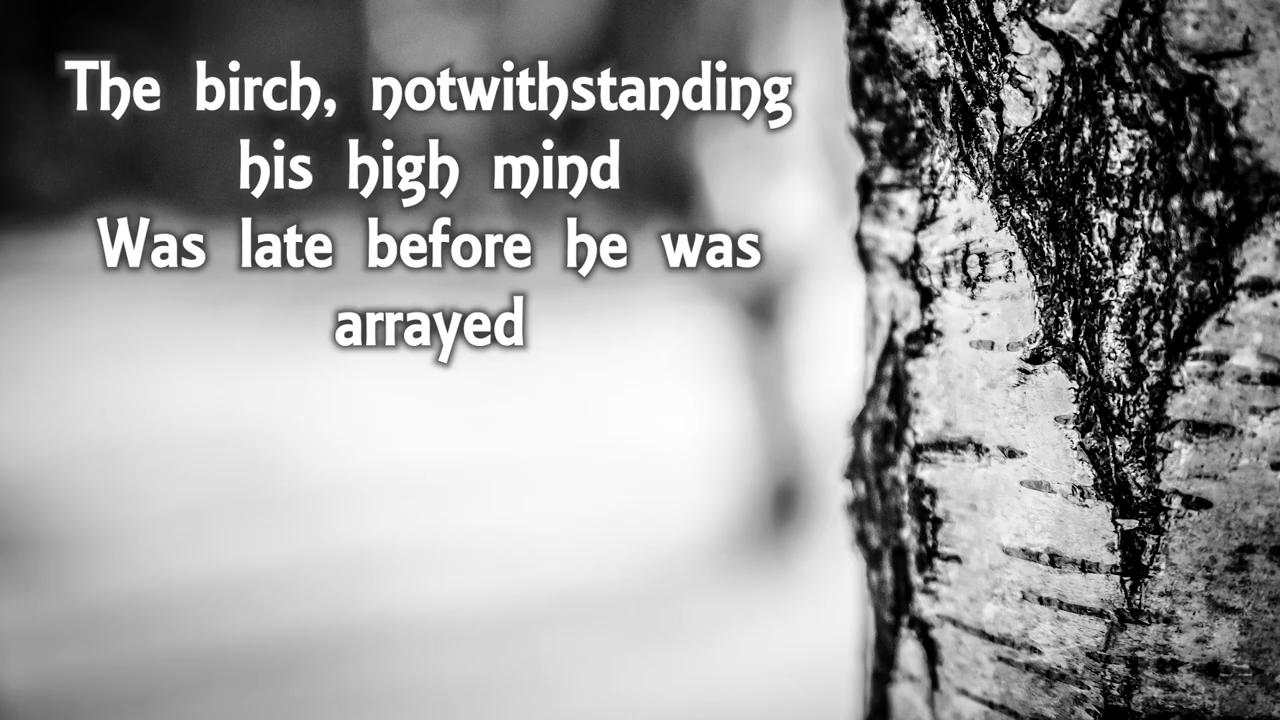 The birch, notwithstanding
his high mind
Was late before he was
arrayed